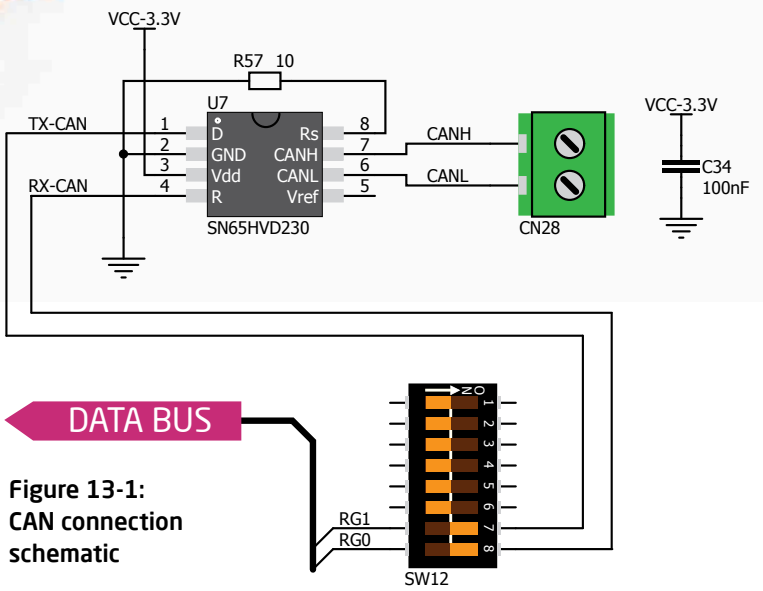 VCC-3.3V
R57 10
U7
TX-CAN 1 D Rs 8
2 GND CANH 7 CANH
3 Vdd CANL 6 CANL
RX-CAN 4 R Vref 5
SN65HVD230
CN28
VCC-3.3V
C34
100nF
DATA BUS
Figure 13-1:
CAN connection
schematic
RG1
RG0
ON
1
2
3
4
5
6
7
8
SW12